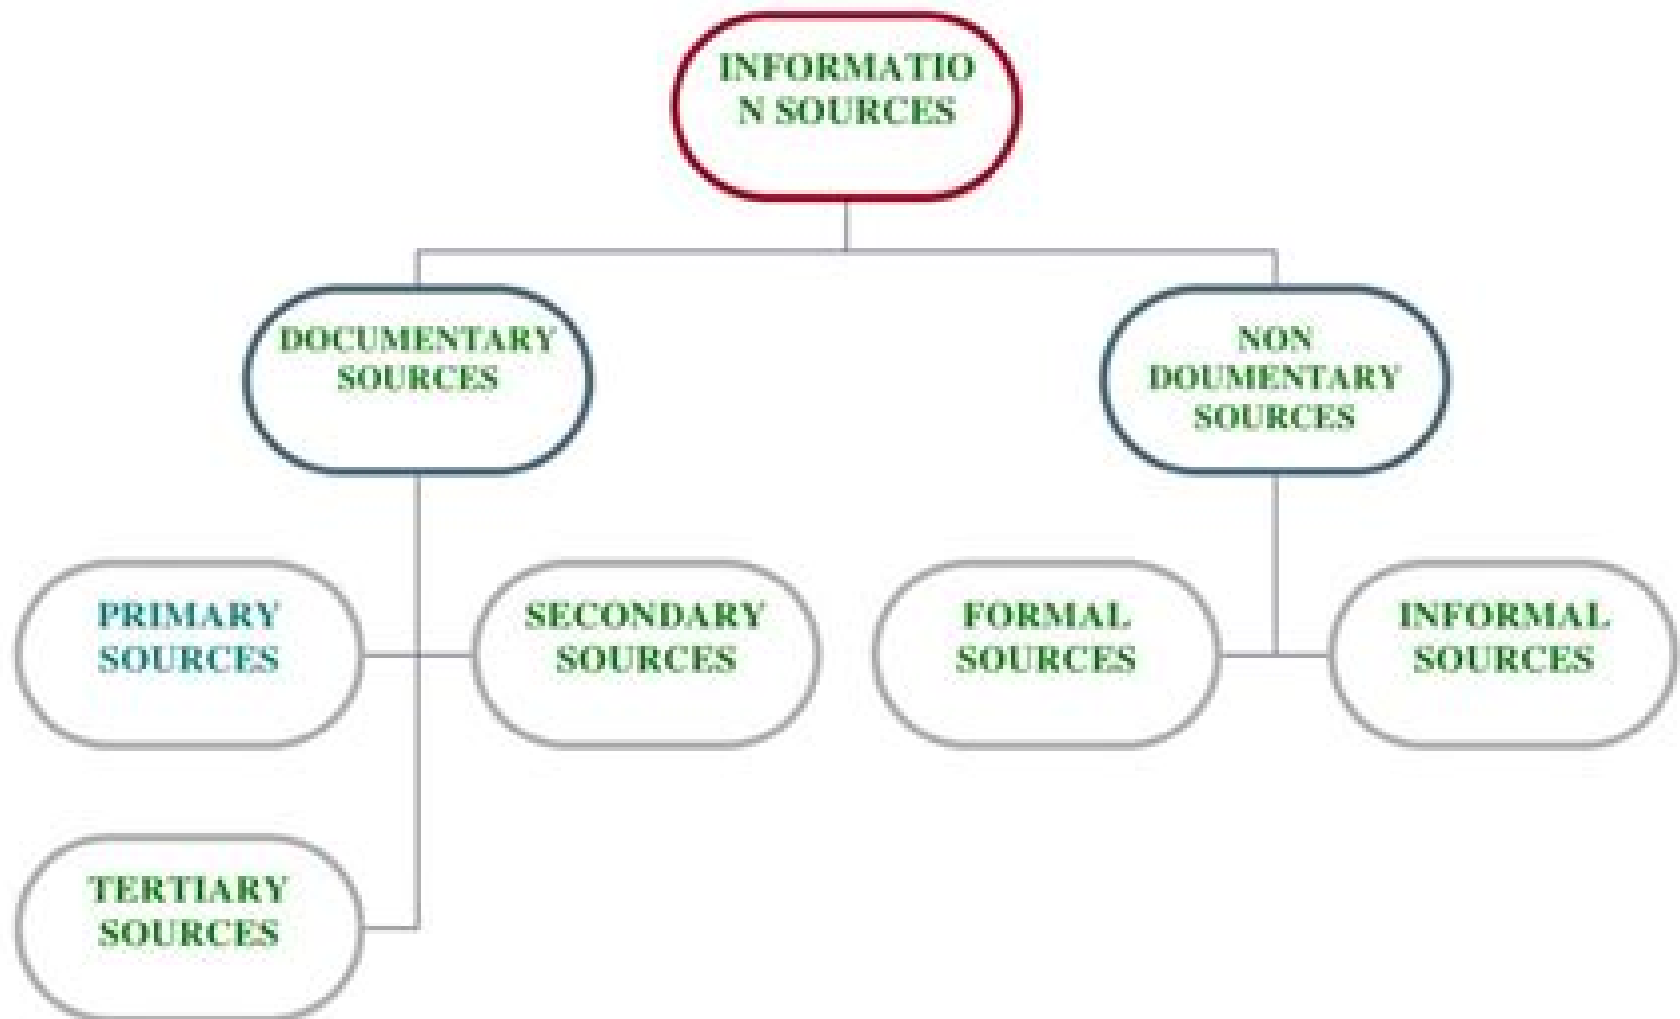 INFORMATIO
N SOURCES
DOCUMENTARY
SOURCES
NON
DOUMENTARY
SOURCES
PRIMARY
SOURCES
SECONDARY
SOURCES
FORMAL
SOURCES
INFORMAL
SOURCES
TERTIARY
SOURCES